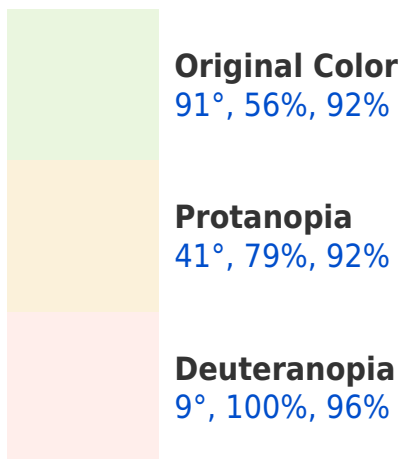 Original Color
91°, 56%, 92%
Protanopia
41°, 79%, 92%
Deuteranopia
9°, 100%, 96%